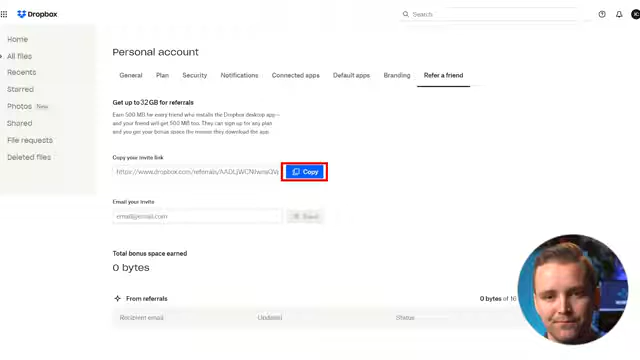 Dropbox
Search
Home
All files
Recents
Starred
Photos New
Shared
File requests
Deleted files
Personal account
General Plan Security Notifications Connected apps Default apps Branding Refer a friend
Get up to 32 GB for referrals
Earn 500 MB for every friend who installs the Dropbox desktop app—
and your friend will get 500 MB too. They can sign up for any plan
and you get your bonus space the moment they download the app.
Copy your invite link
Copy
Email your invite
email@email.com
Send
Total bonus space earned
0 bytes
From referrals
0 bytes of 16
Recipient email Updated Status